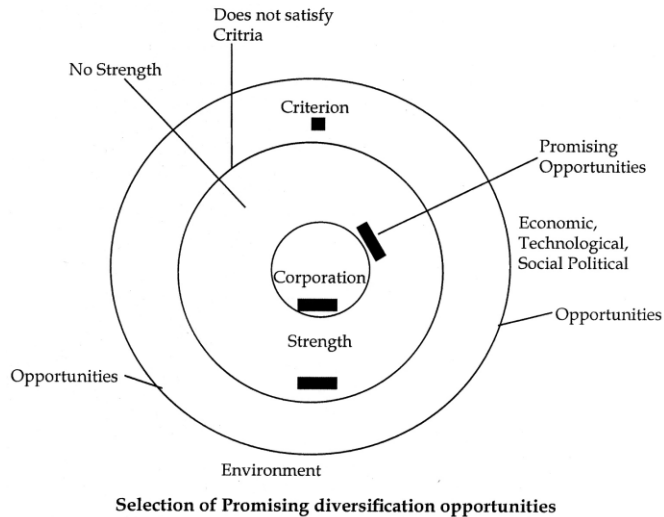 Does not satisfy
Critria
No Strength
Criterion
Promising
Opportunities
Economic,
Technological,
Social Political
Corporation
Opportunities
Strength
Opportunities
Environment
Selection of Promising diversification opportunities